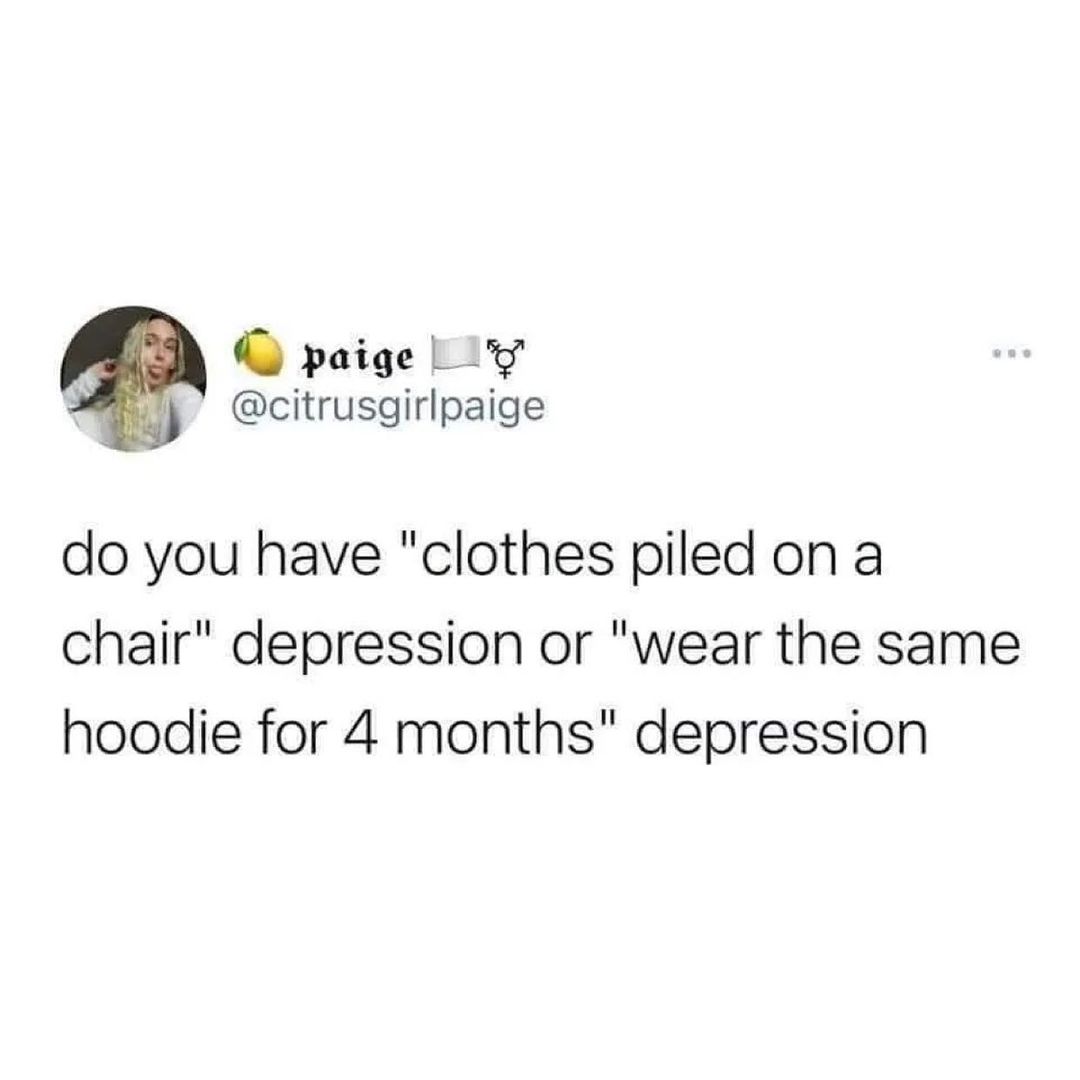 🍋 paige 🏳️⚧
@citrusgirlpaige
do you have "clothes piled on a
chair" depression or "wear the same
hoodie for 4 months" depression